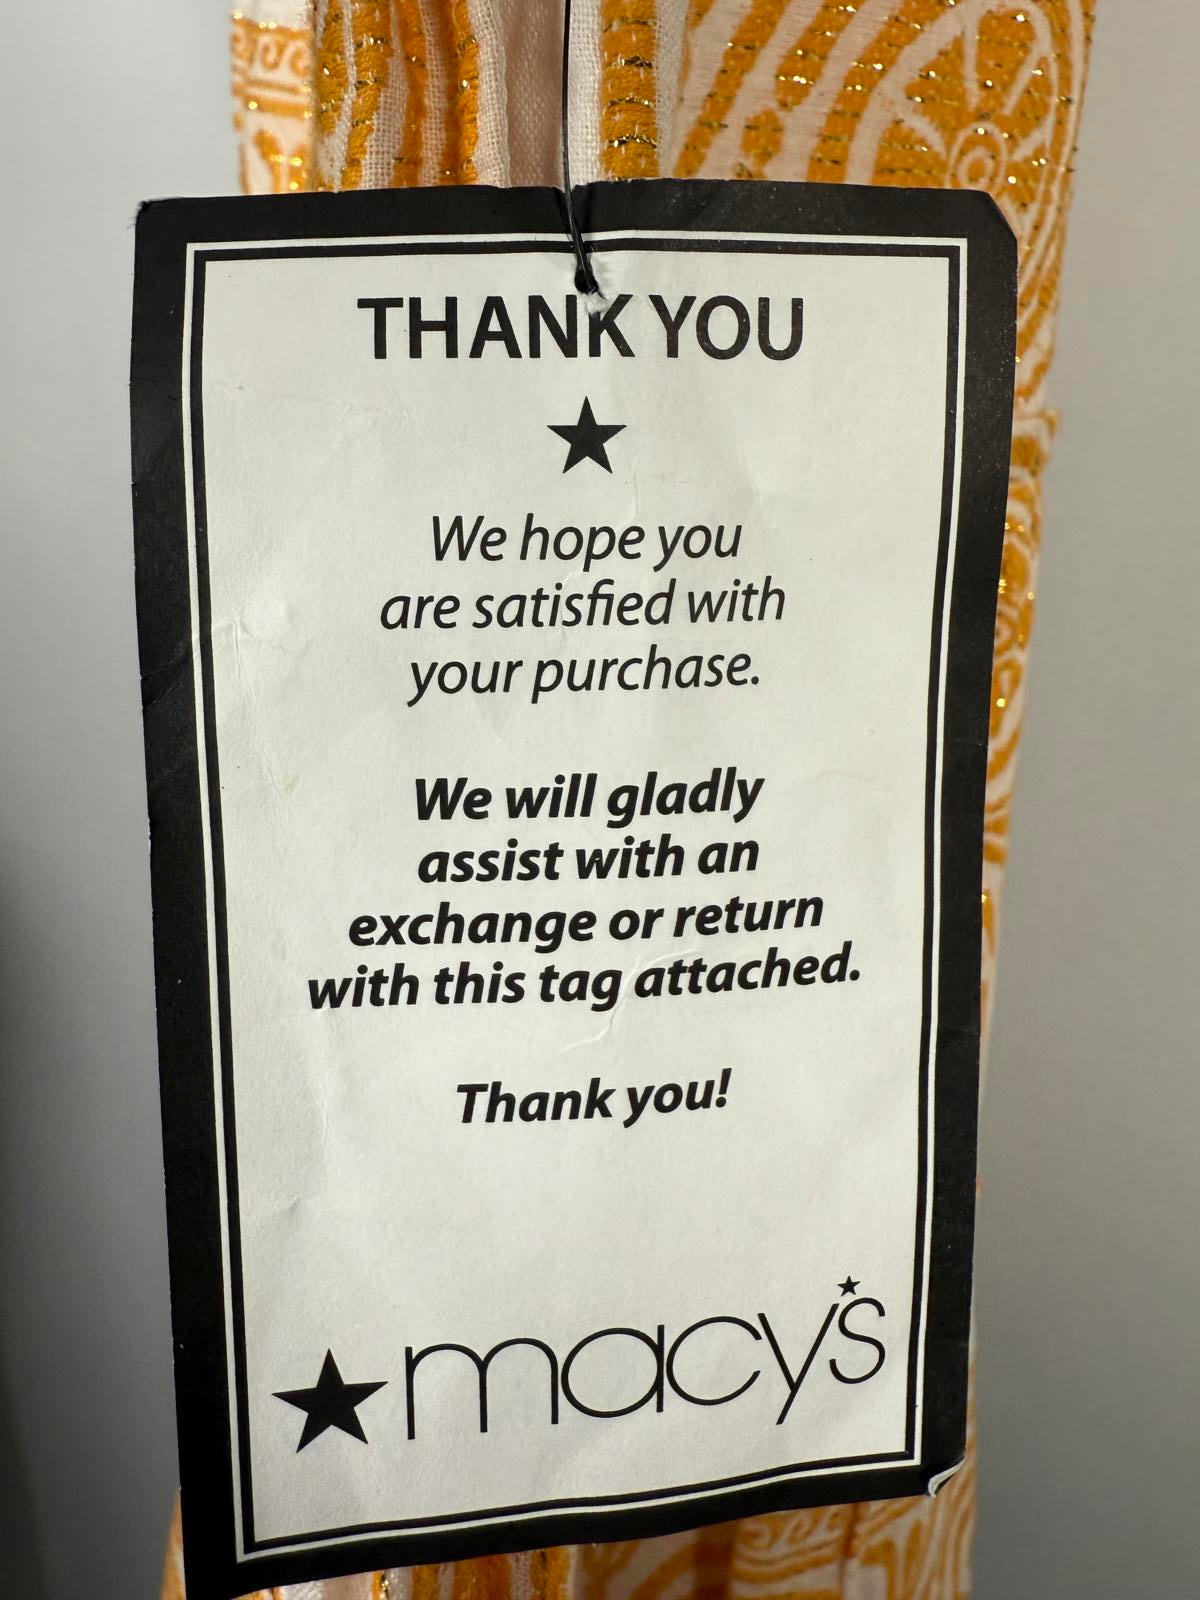 THANK YOU
We hope you
are satisfied with
your purchase.
We will gladly
assist with an
exchange or return
with this tag attached.
Thank you!
macy's